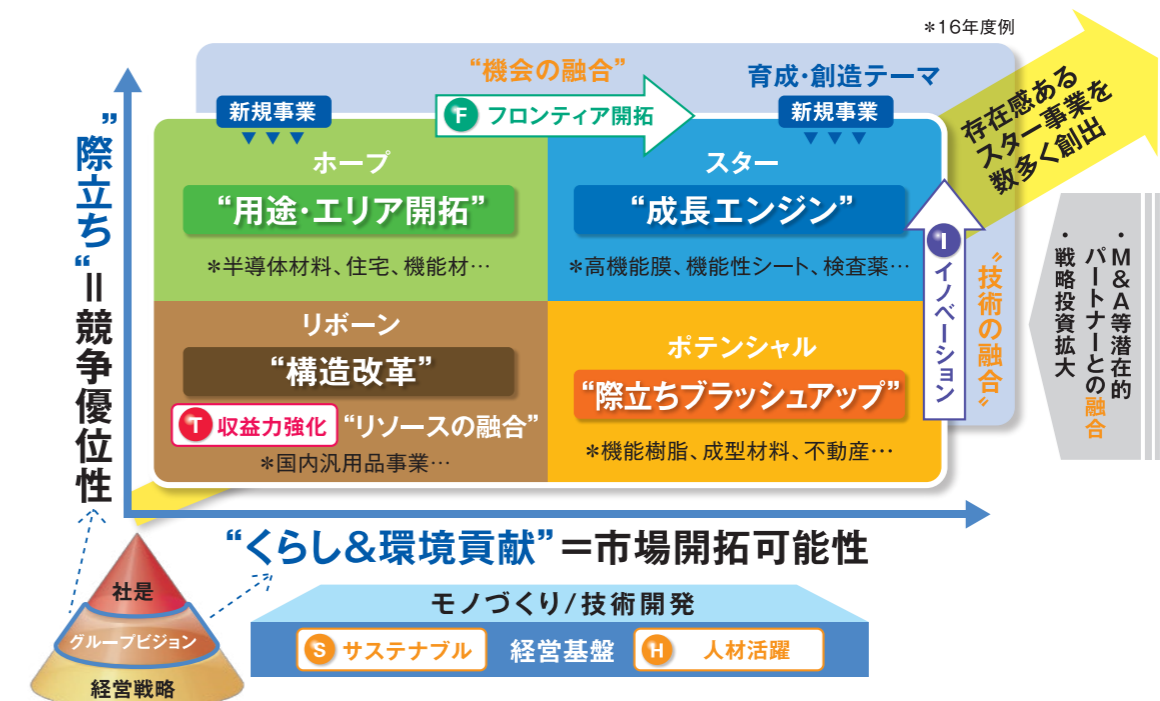 ＊16年度例
“機会の融合”
育成・創造テーマ
新規事業
F フロンティア開拓
新規事業
存在感ある
スター事業を
数多く創出
“際立ち”＝競争優位性
ホープ
“用途・エリア開拓”
＊半導体材料、住宅、機能材…
スター
“成長エンジン”
＊高機能膜、機能性シート、検査薬…
I イノベーション
“技術の融合”
・M&A等潜在的
パートナーとの融合
・戦略投資拡大
リボーン
“構造改革”
T 収益力強化
“リソースの融合”
＊国内汎用品事業…
ポテンシャル
“際立ちブラッシュアップ”
＊機能樹脂、成型材料、不動産…
“くらし&環境貢献”＝市場開拓可能性
社是
グループビジョン
経営戦略
モノづくり/技術開発
S サステナブル
経営基盤
H 人材活躍